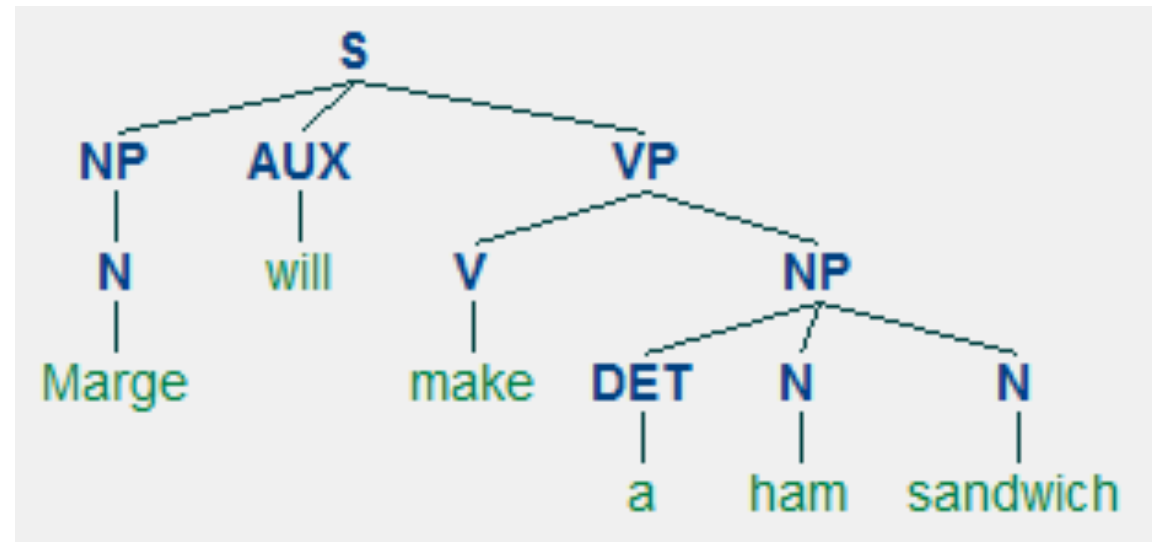 S
NP AUX VP
N will V NP
Marge make DET N N
a ham sandwich